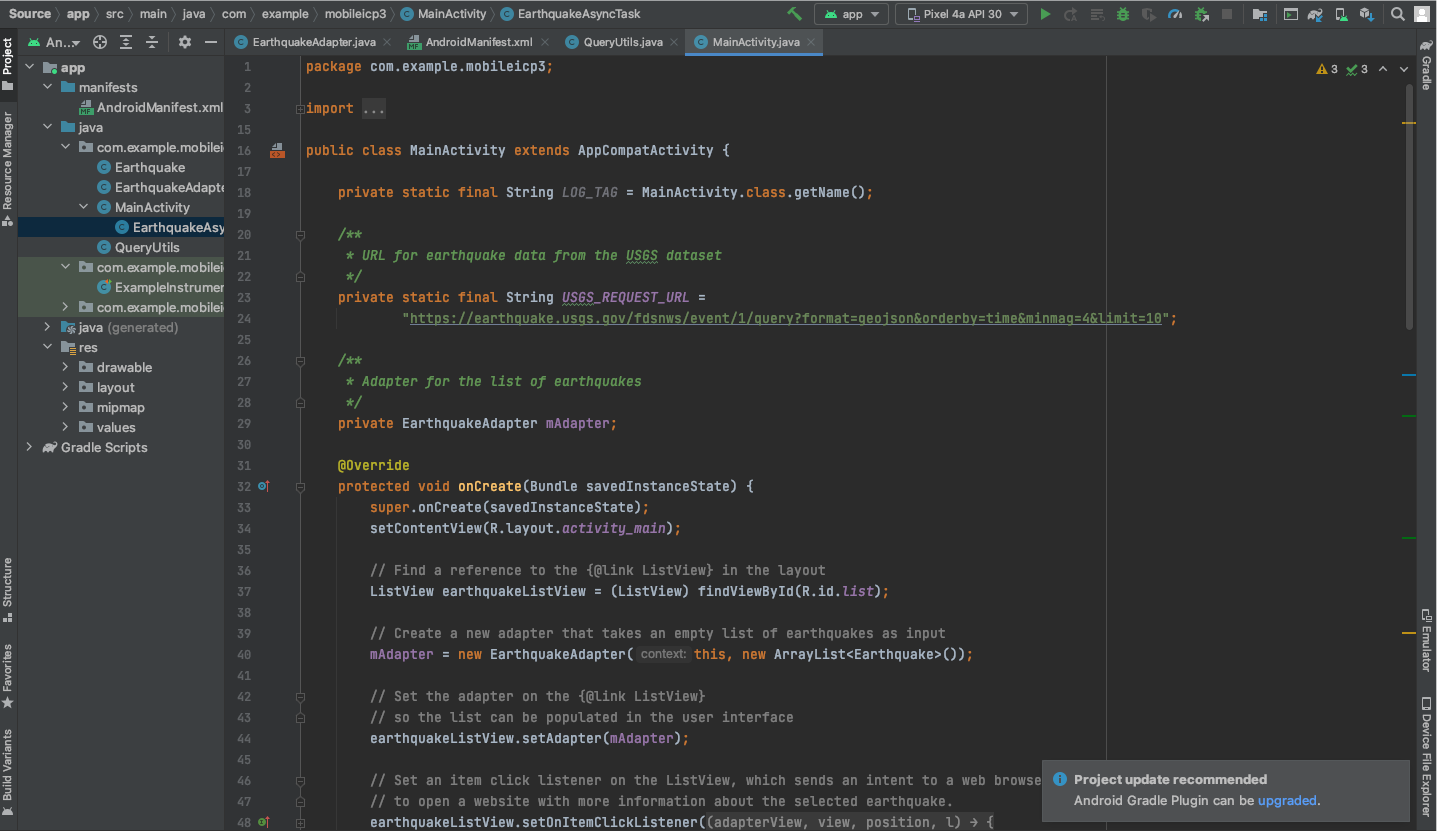 Source app src main java com example mobileicp3 MainActivity EarthquakeAsyncTask
app Pixel 4a API 30
An...
EarthquakeAdapter.java AndroidManifest.xml QueryUtils.java MainActivity.java
Project
Resource Manager
Structure
Favorites
Build Variants
app
manifests
AndroidManifest.xml
java
com.example.mobilei
Earthquake
EarthquakeAdapte
MainActivity
EarthquakeAsy
QueryUtils
com.example.mobilei
ExampleInstrumer
com.example.mobilei
java (generated)
res
drawable
layout
mipmap
values
Gradle Scripts
3 3
1 package com.example.mobileicp3;
2
3 import ...
15
16 public class MainActivity extends AppCompatActivity {
17
18 private static final String LOG_TAG = MainActivity.class.getName();
19
20 /**
21 * URL for earthquake data from the USGS dataset
22 */
23 private static final String USGS_REQUEST_URL =
24 "https://earthquake.usgs.gov/fdsnws/event/1/query?format=geojson&orderby=time&minmag=4&limit=10";
25
26 /**
27 * Adapter for the list of earthquakes
28 */
29 private EarthquakeAdapter mAdapter;
30
31 @Override
32 protected void onCreate(Bundle savedInstanceState) {
33 super.onCreate(savedInstanceState);
34 setContentView(R.layout.activity_main);
35
36 // Find a reference to the {@link ListView} in the layout
37 ListView earthquakeListView = (ListView) findViewById(R.id.list);
38
39 // Create a new adapter that takes an empty list of earthquakes as input
40 mAdapter = new EarthquakeAdapter( context: this, new ArrayList<Earthquake>());
41
42 // Set the adapter on the {@link ListView}
43 // so the list can be populated in the user interface
44 earthquakeListView.setAdapter(mAdapter);
45
46 // Set an item click listener on the ListView, which sends an intent to a web browse
47 // to open a website with more information about the selected earthquake.
48 earthquakeListView.setOnItemClickListener((adapterView, view, position, l) → {
Project update recommended
Android Gradle Plugin can be upgraded.
Gradle
Emulator
Device File Explorer